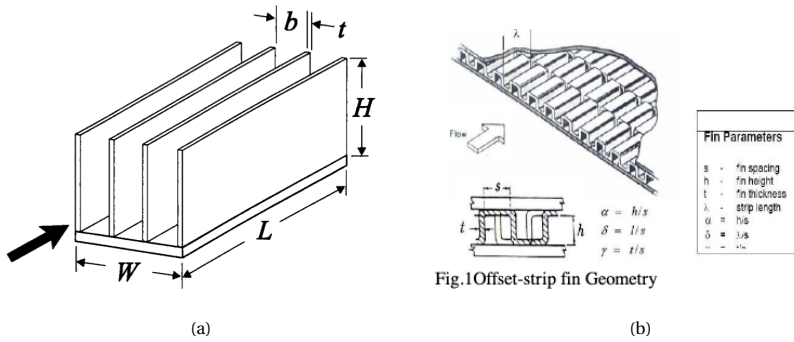 b
t
H
L
W
(a)
λ
Flow
s
t
h
α = h/s
δ = l/s
γ = t/s
Fig.1Offset-strip fin Geometry
(b)
Fin Parameters
s - fin spacing
h - fin height
t - fin thickness
λ - strip length
α = h/s
δ = λ/s